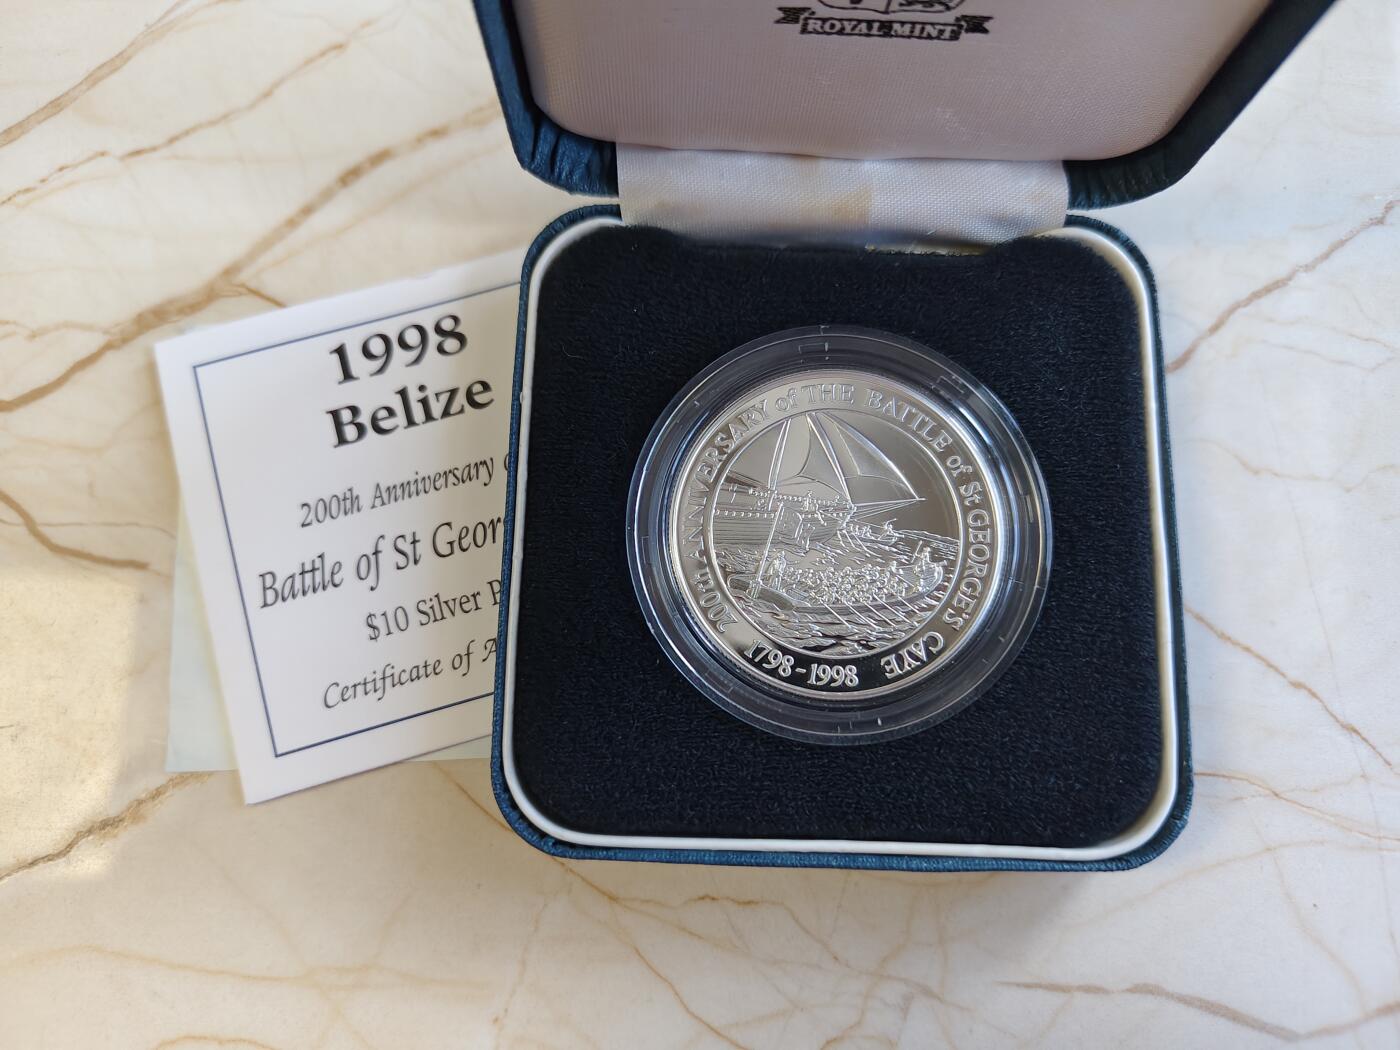 ROYAL MINT
1998
Belize
200th Anniversary
Battle of St Geor
$10 Silver P
Certificate of A
200th ANNIVERSARY of THE BATTLE of St GEORGE'S CAYE
1798-1998